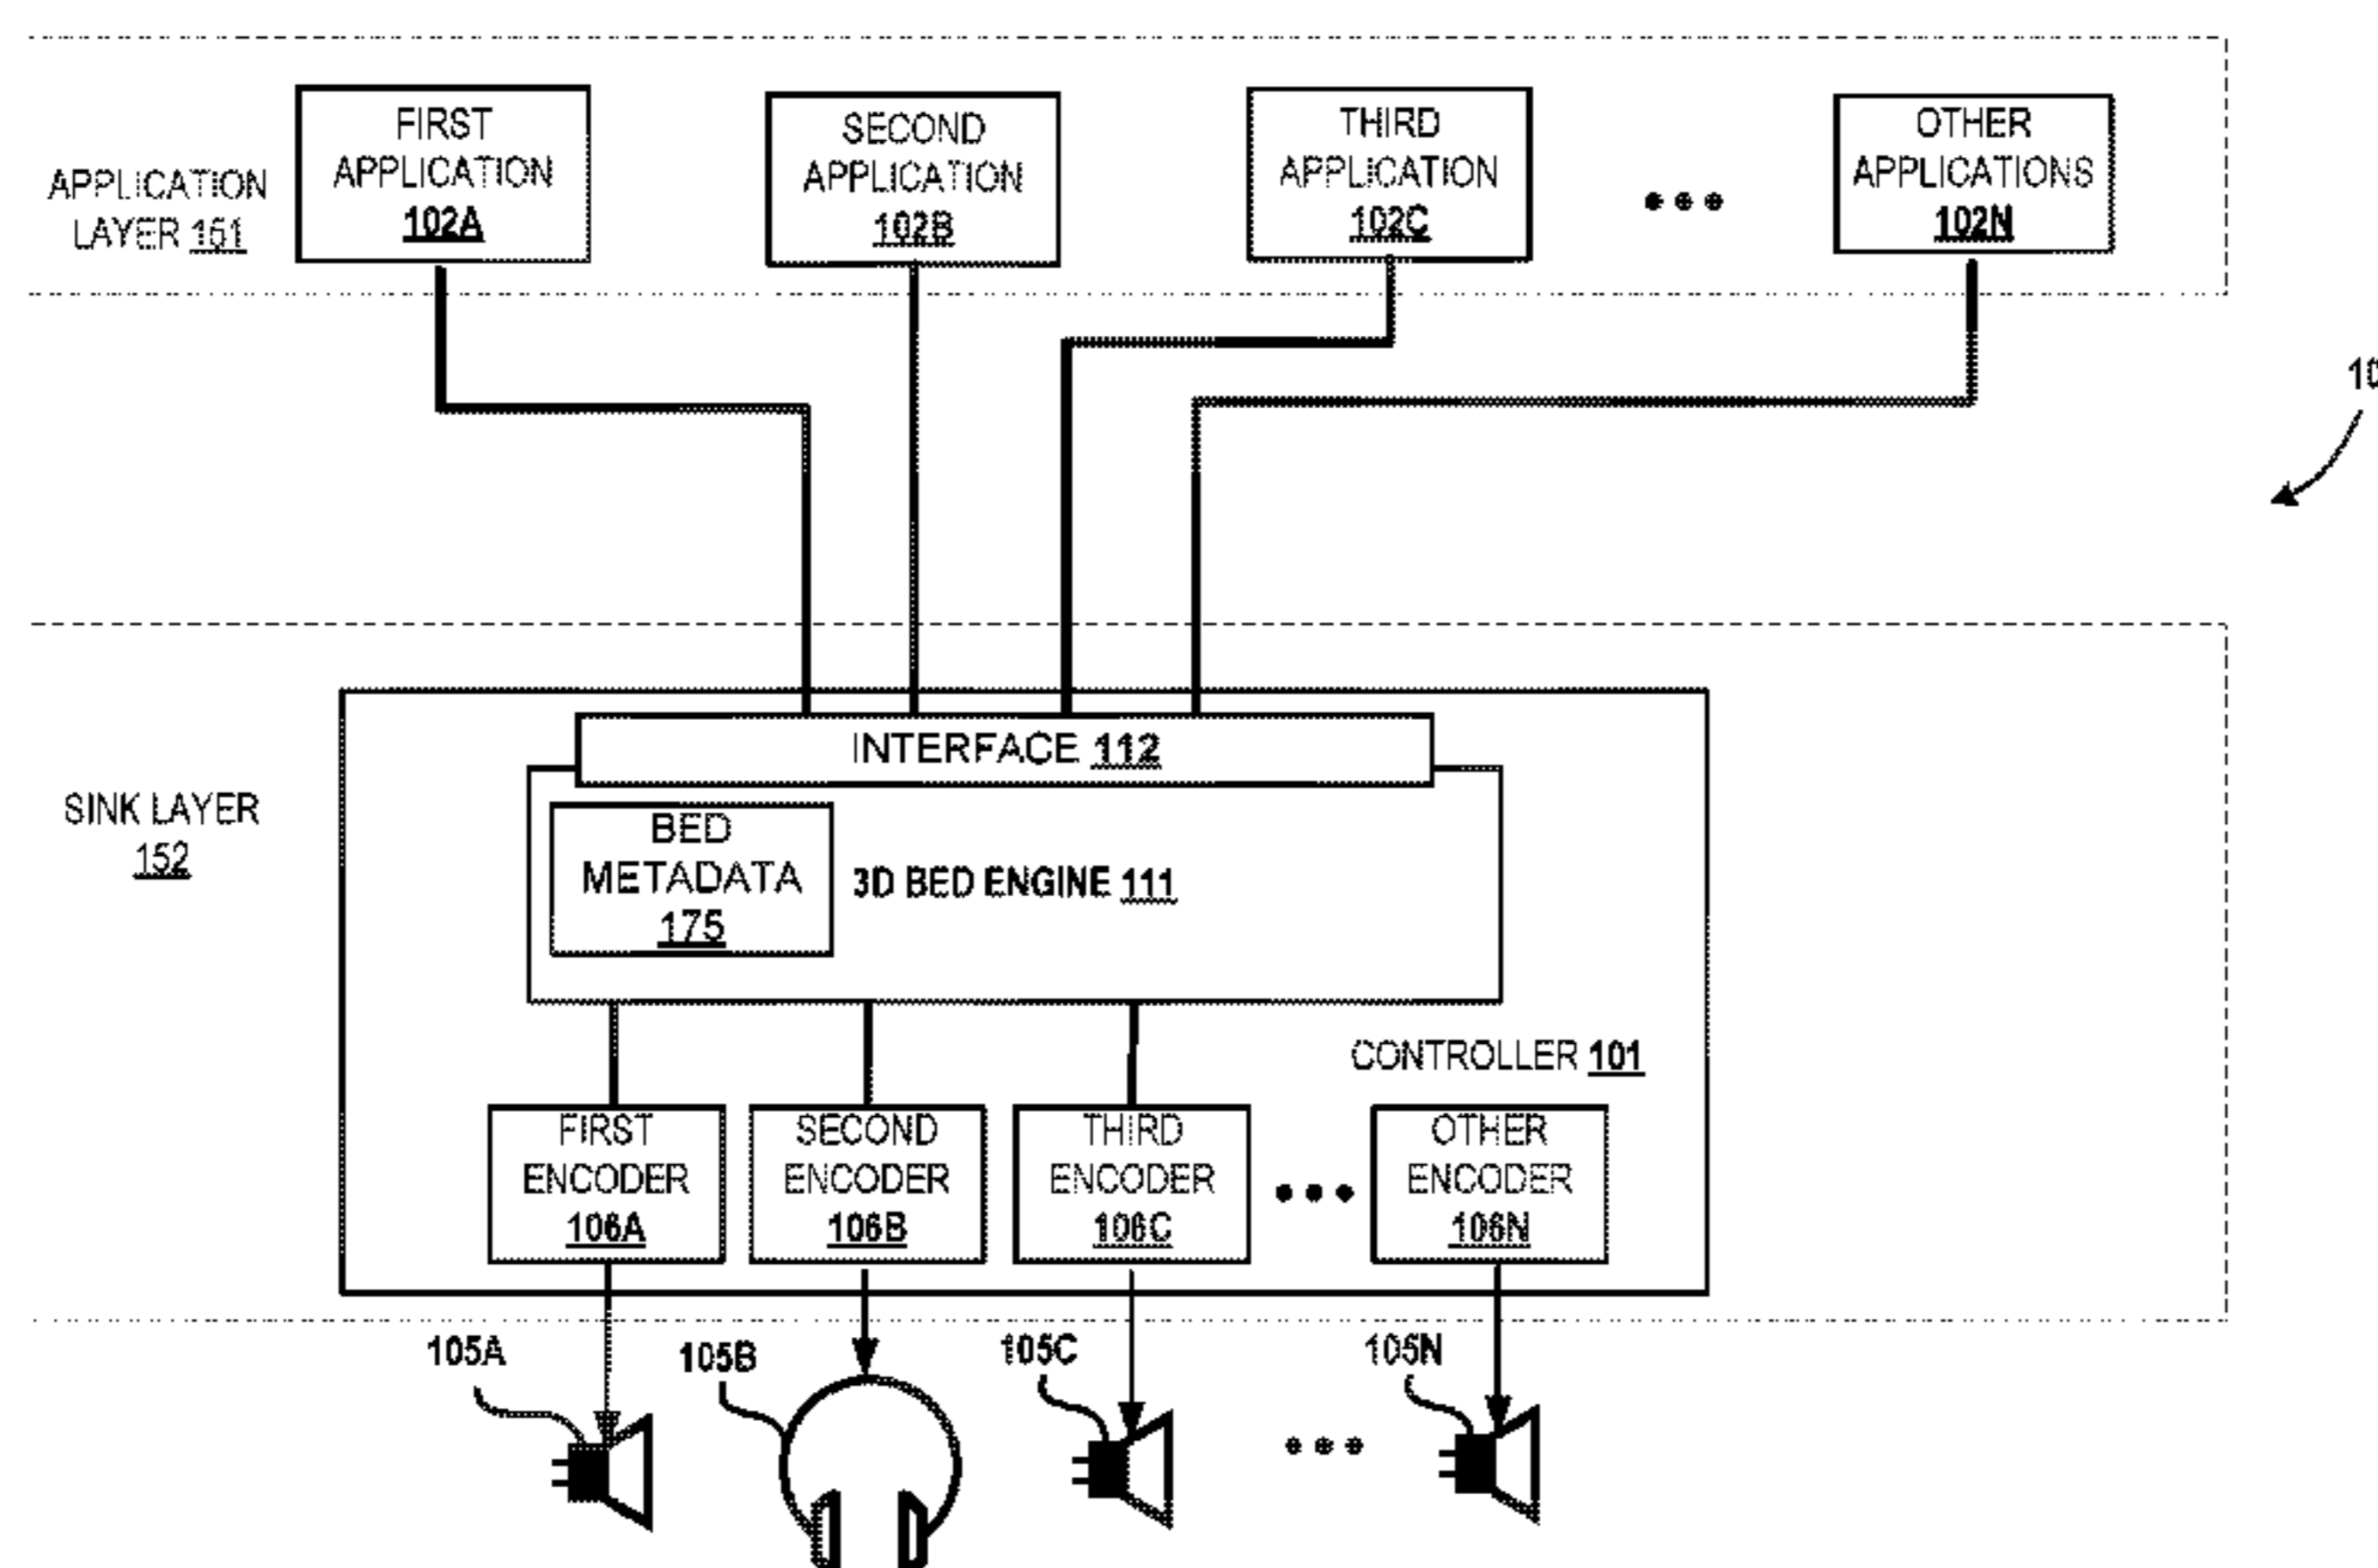 FIRST
APPLICATION
102A
SECOND
APPLICATION
102B
THIRD
APPLICATION
102C
OTHER
APPLICATIONS
102N
APPLICATION
LAYER 151
10
INTERFACE 112
SINK LAYER
152
BED
METADATA
175
3D BED ENGINE 111
CONTROLLER 101
FIRST
ENCODER
106A
SECOND
ENCODER
106B
THIRD
ENCODER
106C
OTHER
ENCODER
106N
105A
105B
105C
105N